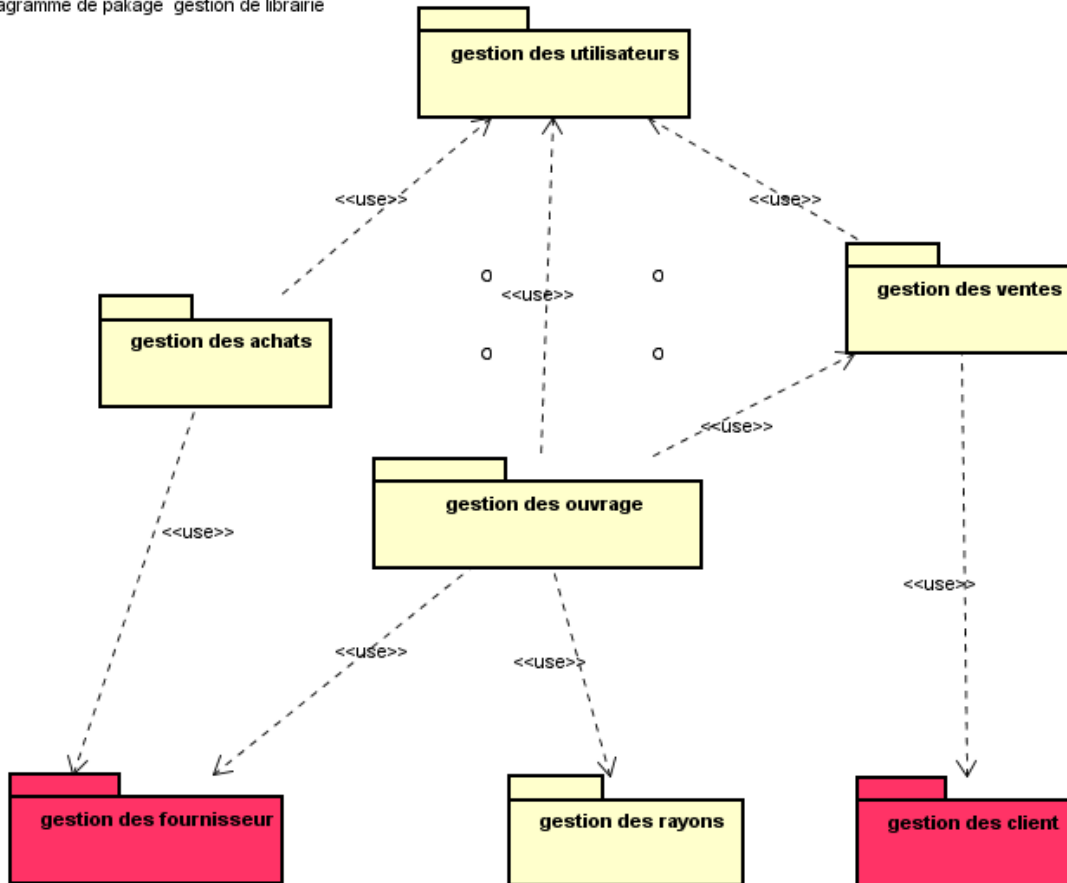 de pakage gestion de librairie
gestion des utilisateurs
<<use>>
<<use>>
o
o
<<use>>
gestion des ventes
gestion des achats
o
o
<<use>>
gestion des ouvrage
<<use>>
<<use>>
<<use>>
<<use>>
gestion des fournisseur
gestion des rayons
gestion des client